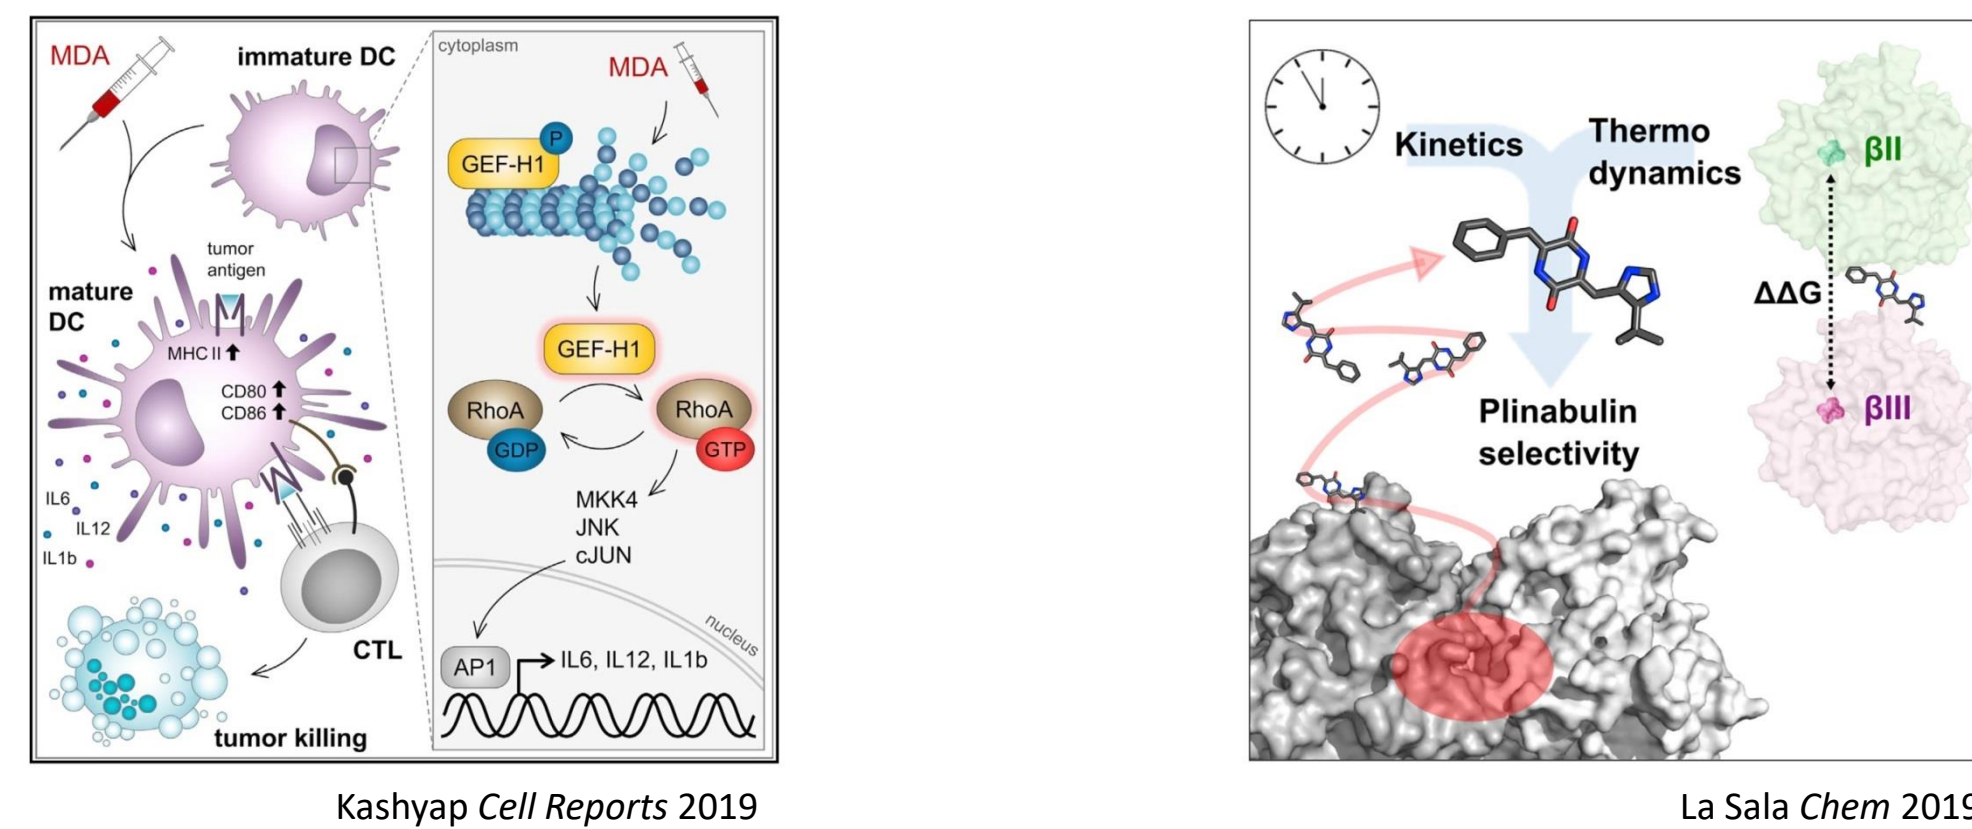 MDA
immature DC
tumor
antigen
mature
DC
MHC II
CD80
CD86
IL6
IL12
IL1b
CTL
tumor killing
cytoplasm
MDA
P
GEF-H1
GEF-H1
RhoA
GDP
RhoA
GTP
MKK4
JNK
cJUN
nucleus
AP1
IL6, IL12, IL1b
Kashyap Cell Reports 2019
Kinetics
Thermo
dynamics
βII
ΔΔG
βIII
Plinabulin
selectivity
La Sala Chem 2019